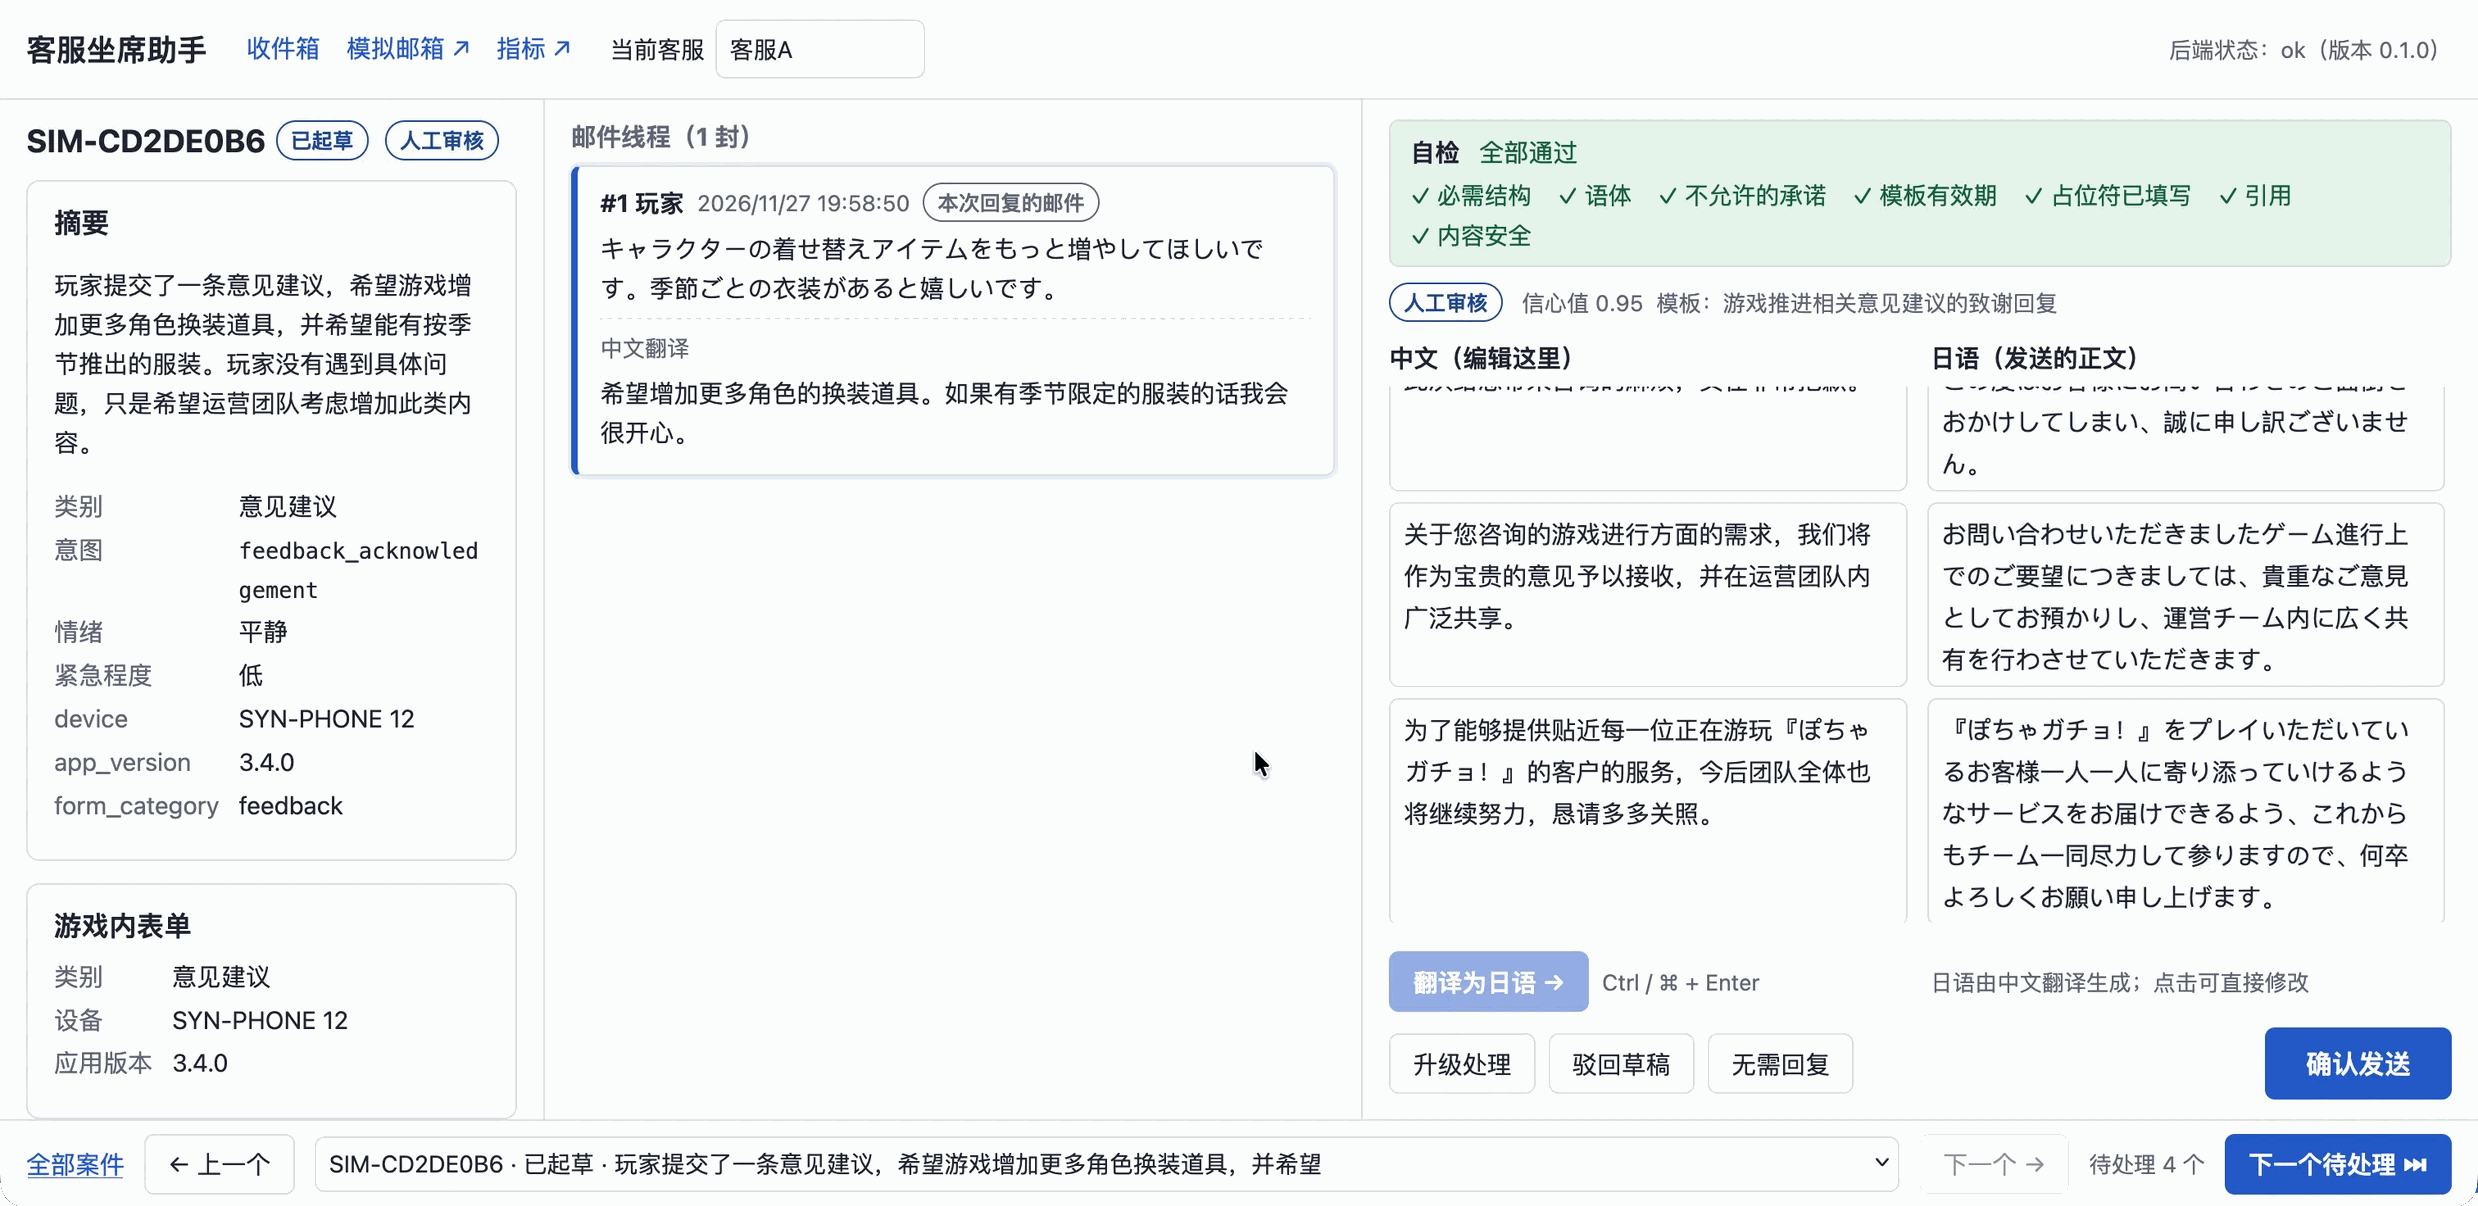 客服坐席助手 收件箱 模拟邮箱 ↗ 指标 ↗ 当前客服 客服A 后端状态：ok（版本 0.1.0）
SIM-CD2DE0B6 已起草 人工审核
摘要
玩家提交了一条意见建议，希望游戏增
加更多角色换装道具，并希望能有按季
节推出的服装。玩家没有遇到具体问
题，只是希望运营团队考虑增加此类内
容。
类别 意见建议
意图 feedback_acknowled
gement
情绪 平静
紧急程度 低
device SYN-PHONE 12
app_version 3.4.0
form_category feedback
游戏内表单
类别 意见建议
设备 SYN-PHONE 12
应用版本 3.4.0
邮件线程（1 封）
#1 玩家 2026/11/27 19:58:50 本次回复的邮件
キャラクターの着せ替えアイテムをもっと増やしてほしいで
す。季節ごとの衣装があると嬉しいです。
中文翻译
希望增加更多角色的换装道具。如果有季节限定的服装的话我会
很开心。
自检 全部通过
✓ 必需结构 ✓ 语体 ✓ 不允许的承诺 ✓ 模板有效期 ✓ 占位符已填写 ✓ 引用
✓ 内容安全
人工审核 信心值 0.95 模板：游戏推进相关意见建议的致谢回复
中文（编辑这里）
关于您咨询的游戏进行方面的需求，我们将
作为宝贵的意见予以接收，并在运营团队内
广泛共享。
为了能够提供贴近每一位正在游玩『ぽちゃ
ガチョ！』的客户的服务，今后团队全体也
将继续努力，恳请多多关照。
日语（发送的正文）
おかけしてしまい、誠に申し訳ございませ
ん。
お問い合わせいただきましたゲーム進行上
でのご要望につきましては、貴重なご意見
としてお預かりし、運営チーム内に広く共
有を行わさせていただきます。
『ぽちゃガチョ！』をプレイいただいてい
るお客様一人一人に寄り添っていけるよう
なサービスをお届けできるよう、これから
もチーム一同尽力して参りますので、何卒
よろしくお願い申し上げます。
翻译为日语 → Ctrl / ⌘ + Enter 日语由中文翻译生成；点击可直接修改
升级处理 驳回草稿 无需回复 确认发送
全部案件 ← 上一个 SIM-CD2DE0B6 · 已起草 · 玩家提交了一条意见建议，希望游戏增加更多角色换装道具，并希望 下一个 → 待处理 4 个 下一个待处理 ⏭